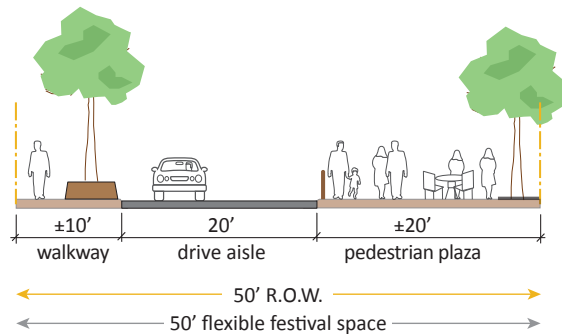 ±10’ 20’ ±20’
walkway drive aisle pedestrian plaza
50’ R.O.W.
50’ flexible festival space